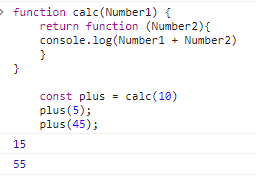 > function calc(Number1) {
return function (Number2){
console.log(Number1 + Number2)
}
}
const plus = calc(10)
plus(5);
plus(45);
15
55